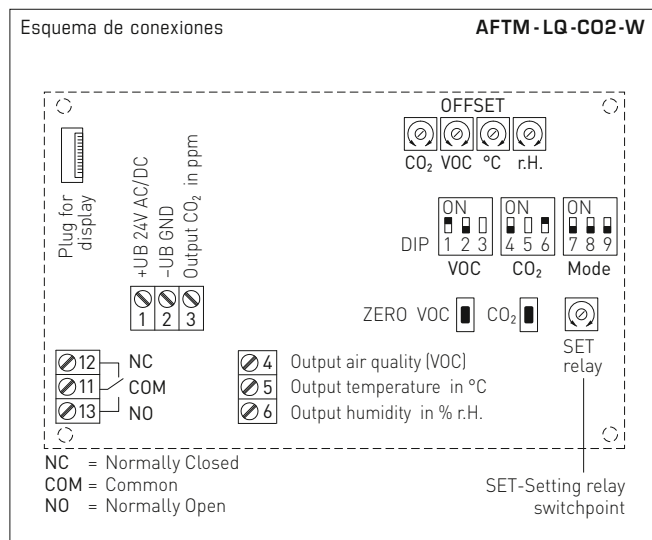 Esquema de conexiones
AFTM-LQ-CO2-W
OFFSET
CO₂ VOC °C r.H.
Plug for
display
+UB 24V AC/DC
-UB GND
Output CO₂ in ppm
1 2 3
ON ON ON
DIP 1 2 3 4 5 6 7 8 9
VOC CO₂ Mode
ZERO VOC CO₂
SET
relay
12 NC
11 COM
13 NO
4 Output air quality (VOC)
5 Output temperature in °C
6 Output humidity in % r.H.
NC = Normally Closed
COM = Common
NO = Normally Open
SET-Setting relay
switchpoint